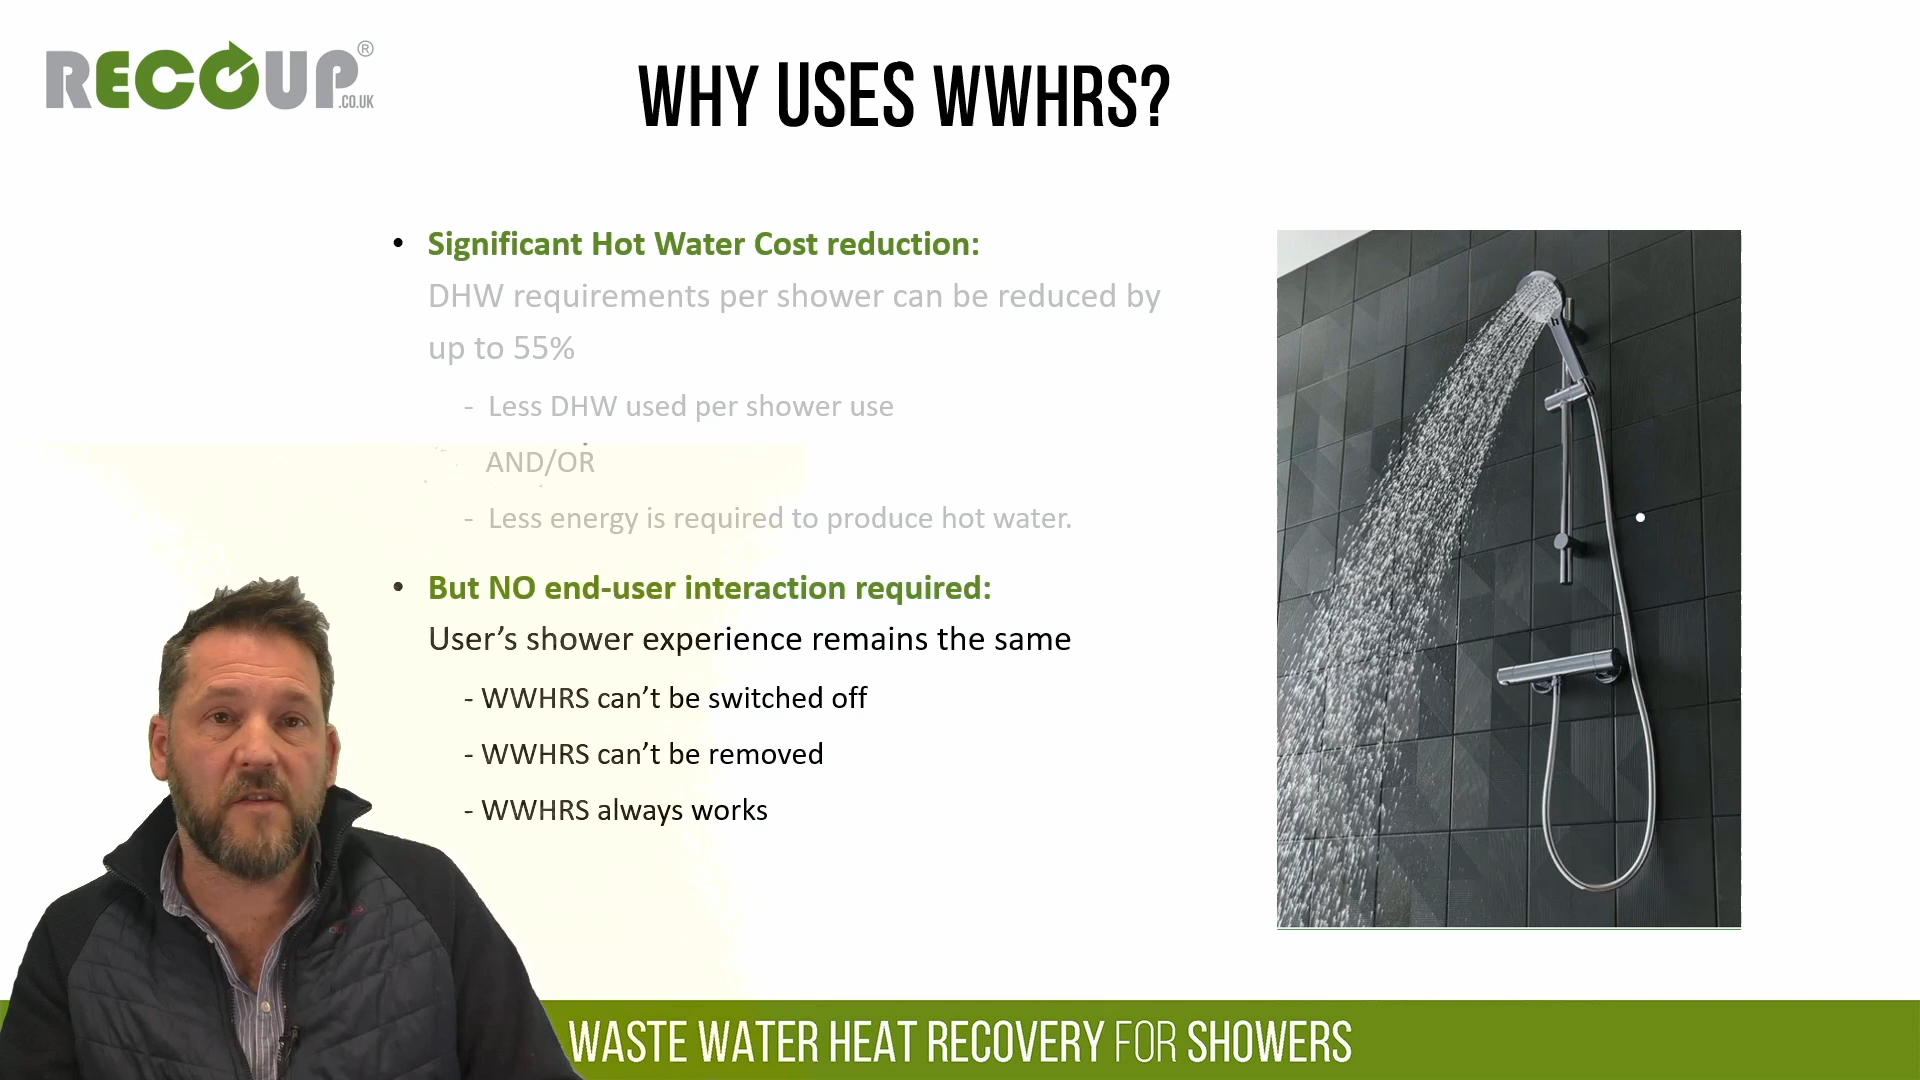 RECOUP®
.CO.UK
WHY USES WWHRS?
• Significant Hot Water Cost reduction:
DHW requirements per shower can be reduced by
up to 55%
- Less DHW used per shower use
AND/OR
- Less energy is required to produce hot water.
• But NO end-user interaction required:
User’s shower experience remains the same
- WWHRS can’t be switched off
- WWHRS can’t be removed
- WWHRS always works
WASTE WATER HEAT RECOVERY FOR SHOWERS